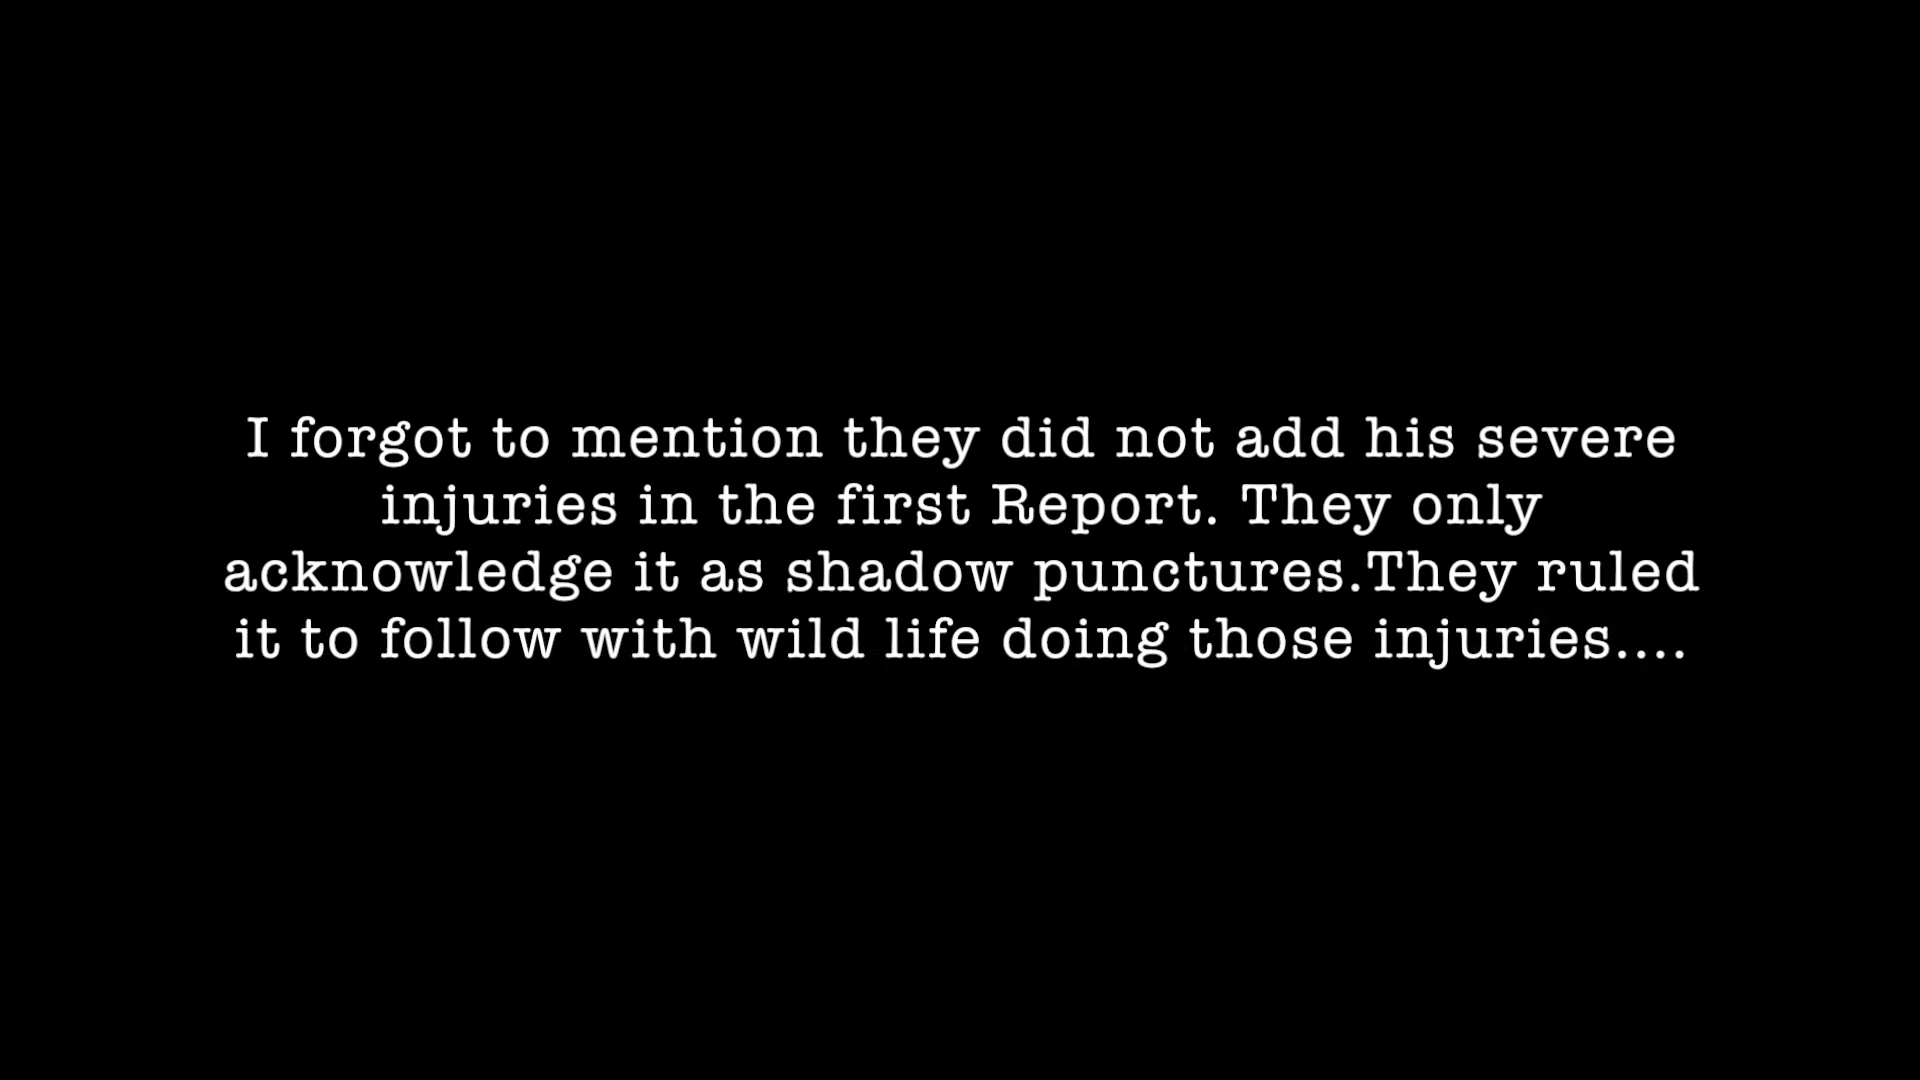 I forgot to mention they did not add his severe
injuries in the first Report. They only
acknowledge it as shadow punctures.They ruled
it to follow with wild life doing those injuries....